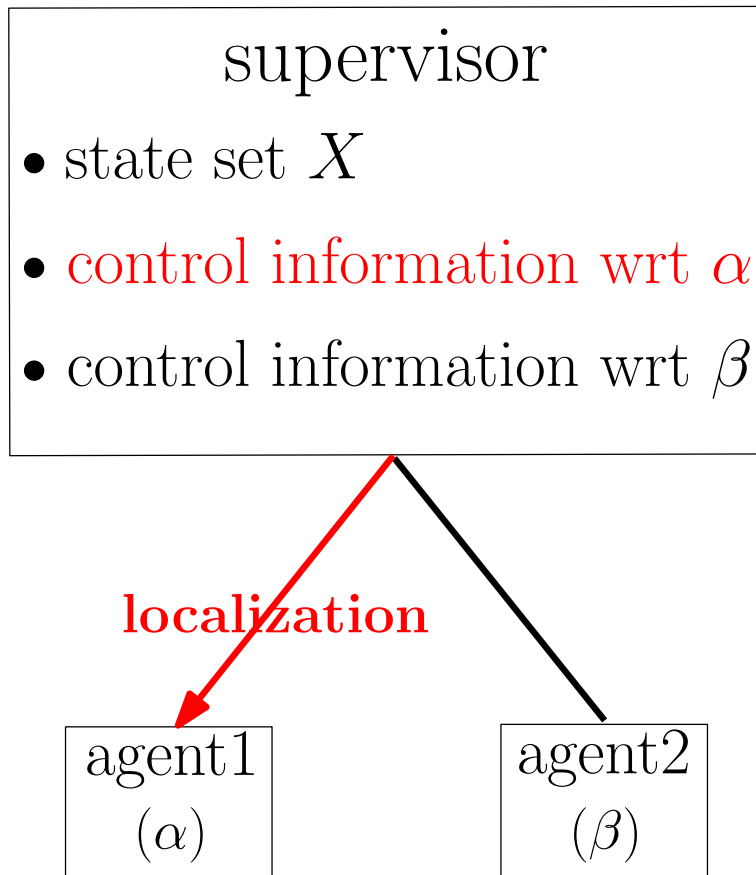 supervisor
• state set X
• control information wrt α
• control information wrt β
localization
agent1
(α)
agent2
(β)